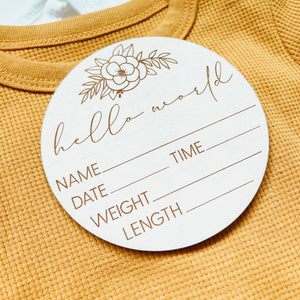 hello world
NAME
DATE TIME
WEIGHT
LENGTH